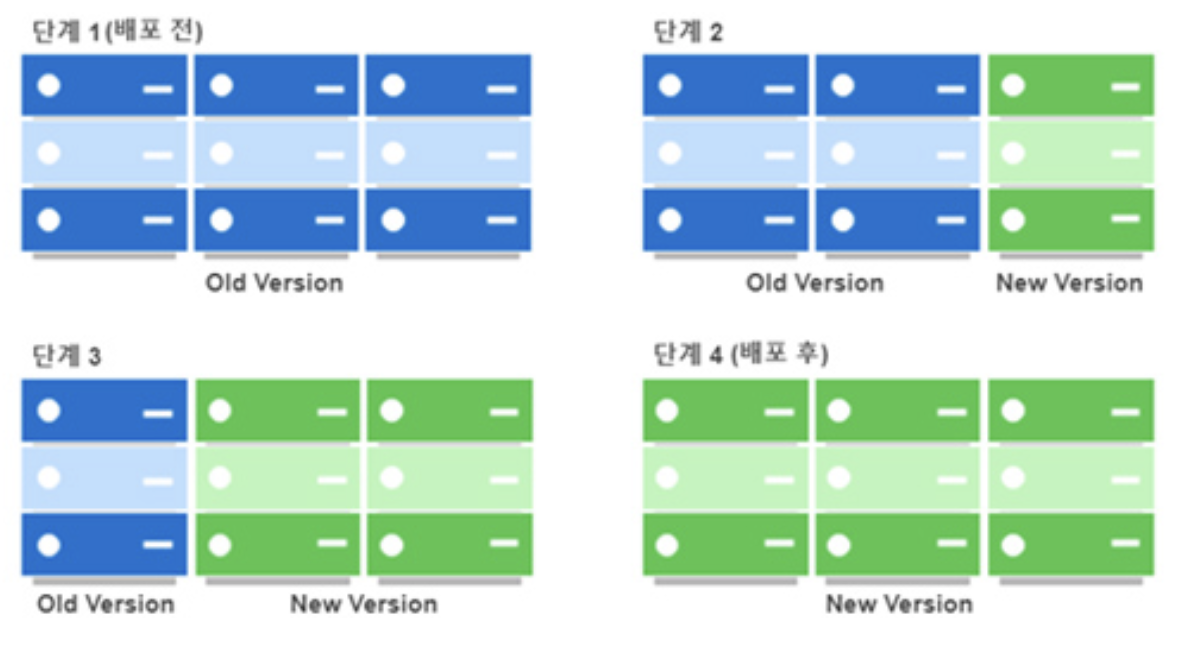 단계 1(배포 전)
단계 2
Old Version
Old Version
New Version
단계 3
단계 4 (배포 후)
Old Version
New Version
New Version